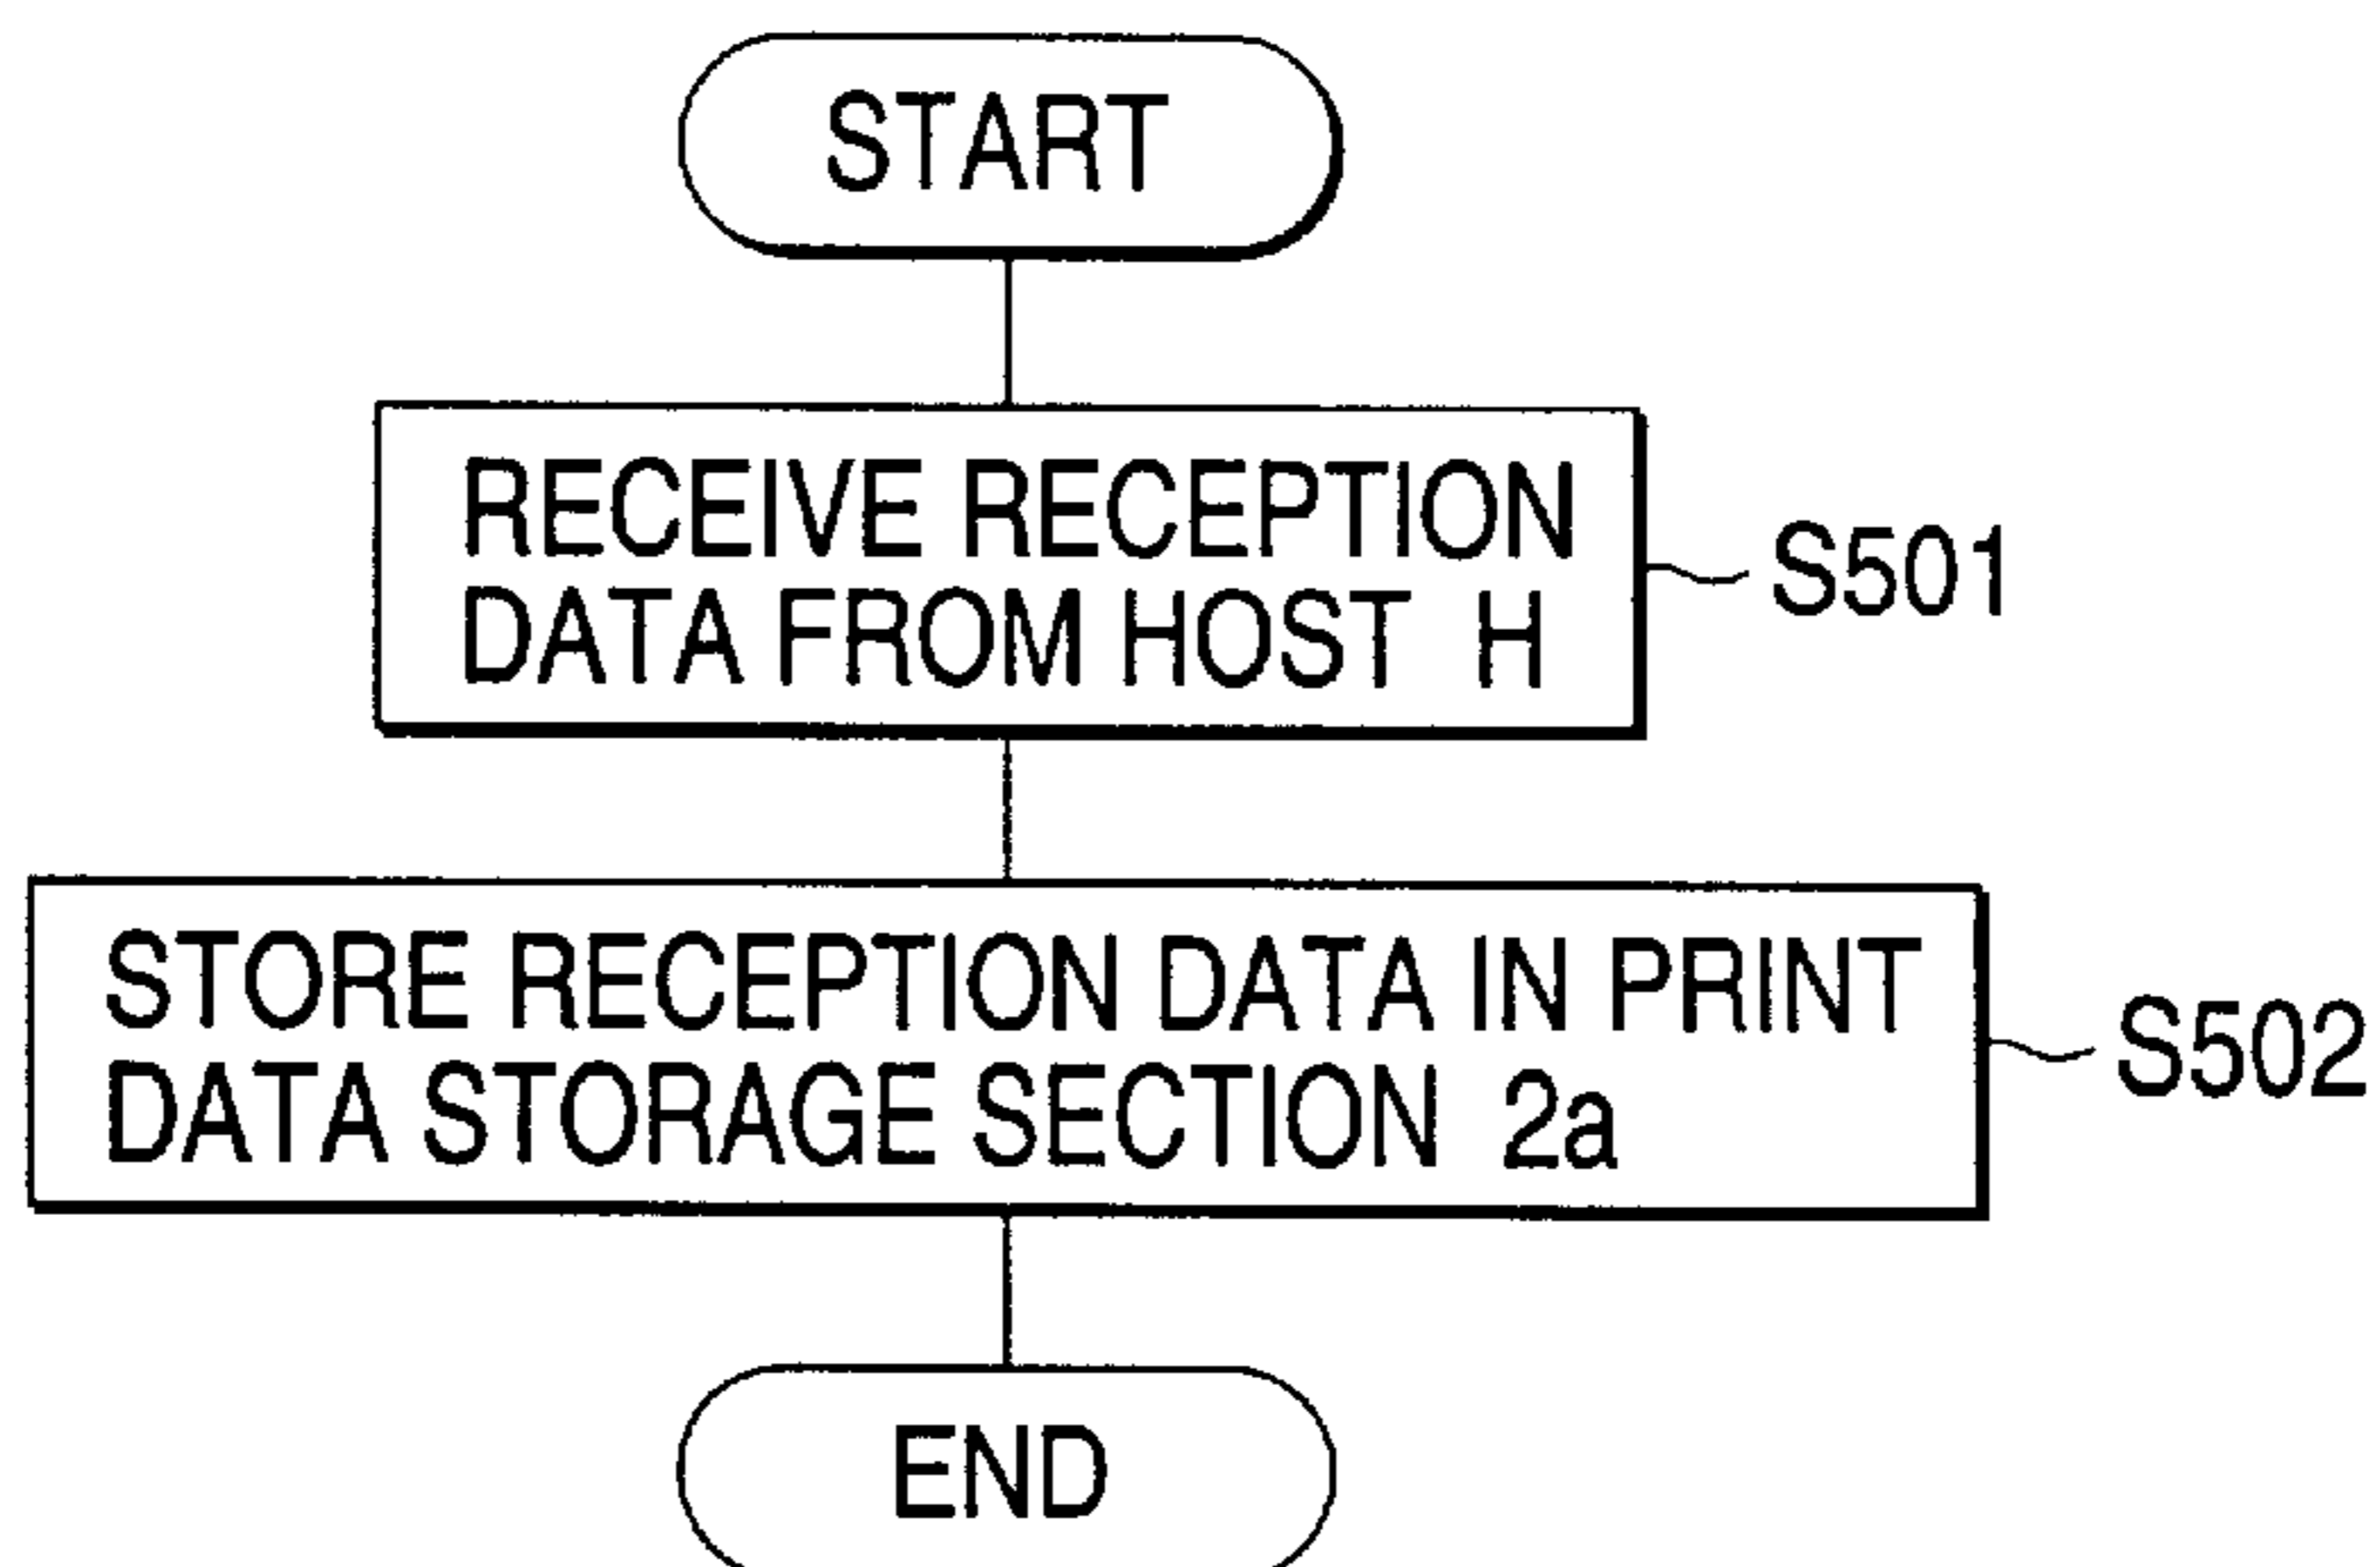 START
RECEIVE RECEPTION
DATA FROM HOST H
S501
STORE RECEPTION DATA IN PRINT
DATA STORAGE SECTION 2a
S502
END